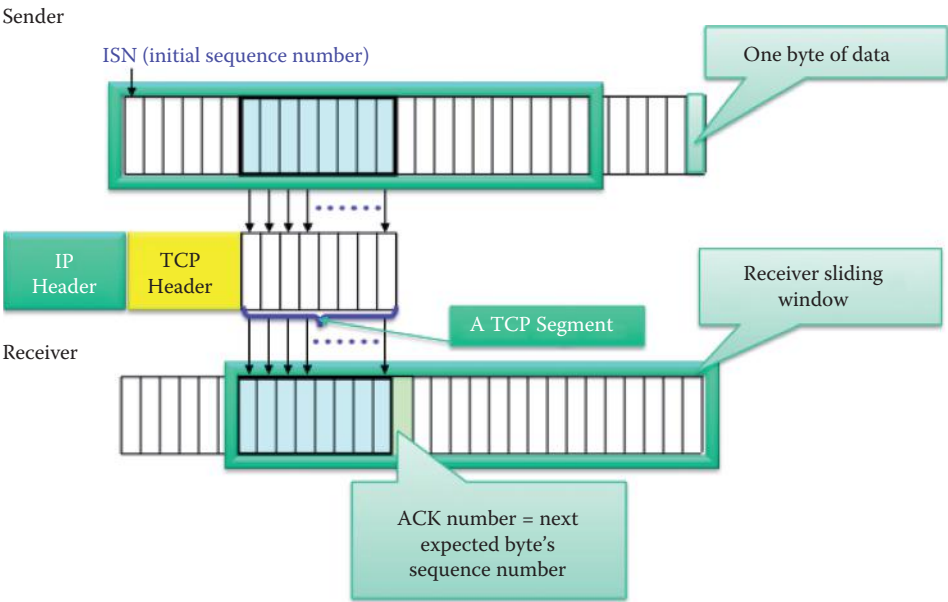 Sender
ISN (initial sequence number)
One byte of data
IP
Header
TCP
Header
Receiver sliding
window
A TCP Segment
Receiver
ACK number = next
expected byte's
sequence number